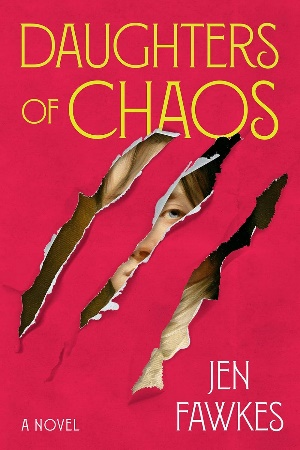 DAUGHTERS
OF CHAOS
JEN
FAWKES
A NOVEL